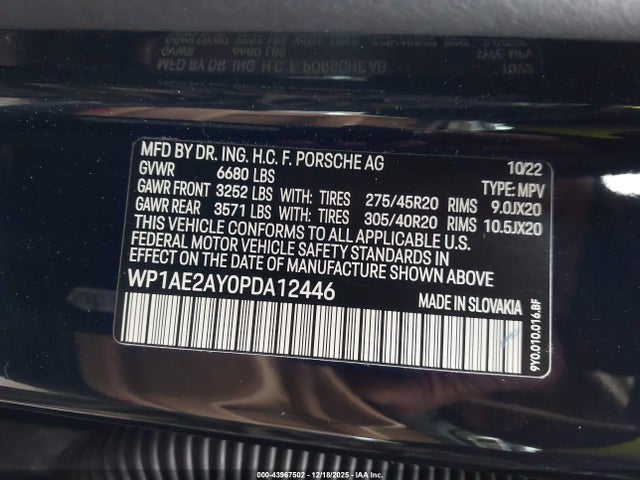 MFD BY DR. ING. H.C. F. PORSCHE AG 10/22
GVWR 6680 LBS TYPE: MPV
GAWR FRONT 3252 LBS WITH: TIRES 275/45R20 RIMS 9.0JX20
GAWR REAR 3571 LBS WITH: TIRES 305/40R20 RIMS 10.5JX20
THIS VEHICLE CONFORMS TO ALL APPLICABLE U.S.
FEDERAL MOTOR VEHICLE SAFETY STANDARDS IN
EFFECT ON THE DATE OF MANUFACTURE SHOWN ABOVE
WP1AE2AY0PDA12446 MADE IN SLOVAKIA
9Y0.010.016.BF
000-43967502 - 12/18/2025 - IAA Inc.